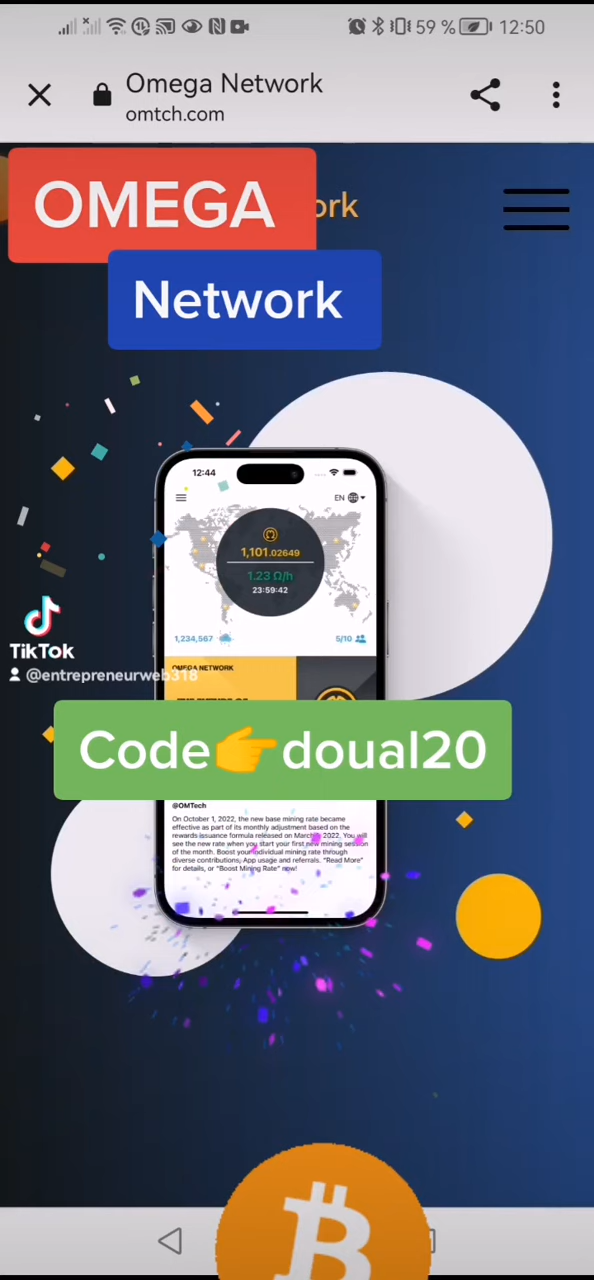 59 % 12:50
Omega Network
omtch.com
OMEGA
ork
Network
12:44
EN
1,101.02649
1.23 Ω/h
23:59:42
1,234,567
5/10
OMEGA NETWORK
TikTok
@entrepreneurweb318
Code👉doual20
@OMTech
On October 1, 2022, the new base mining rate became
effective as part of its monthly adjustment based on the
rewards issuance formula released on March 2022. You will
see the new rate when you start your first new mining session
of the month. Boost your individual mining rate through
diverse contributions, App usage and referrals. “Read More”
for details, or “Boost Mining Rate” now!